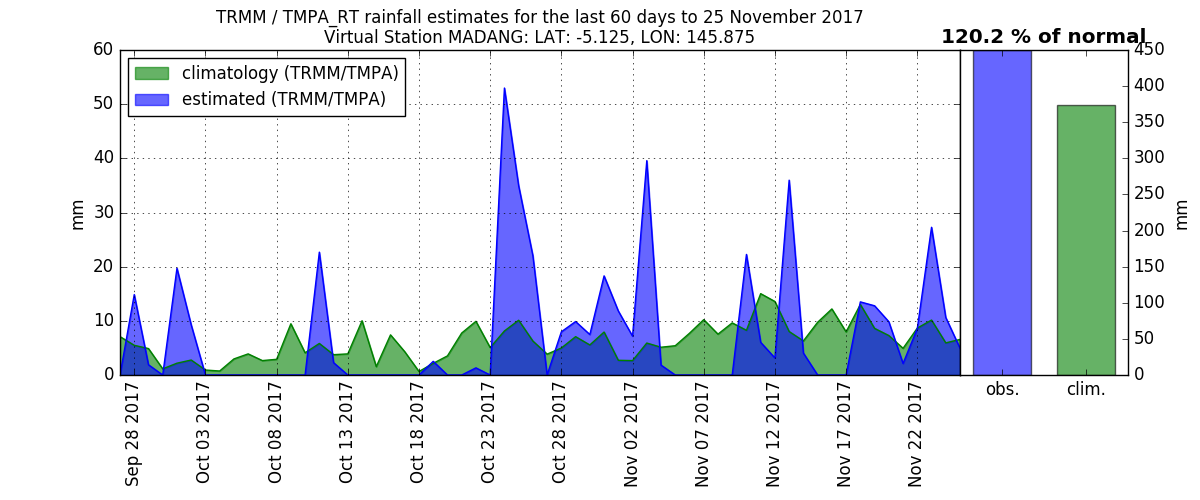 TRMM / TMPA_RT rainfall estimates for the last 60 days to 25 November 2017
Virtual Station MADANG: LAT: -5.125, LON: 145.875
120.2 % of normal
climatology (TRMM/TMPA)
estimated (TRMM/TMPA)
mm
60
50
40
30
20
10
0
Sep 28 2017
Oct 03 2017
Oct 08 2017
Oct 13 2017
Oct 18 2017
Oct 23 2017
Oct 28 2017
Nov 02 2017
Nov 07 2017
Nov 12 2017
Nov 17 2017
Nov 22 2017
obs.
clim.
450
400
350
300
250
200
150
100
50
0
mm